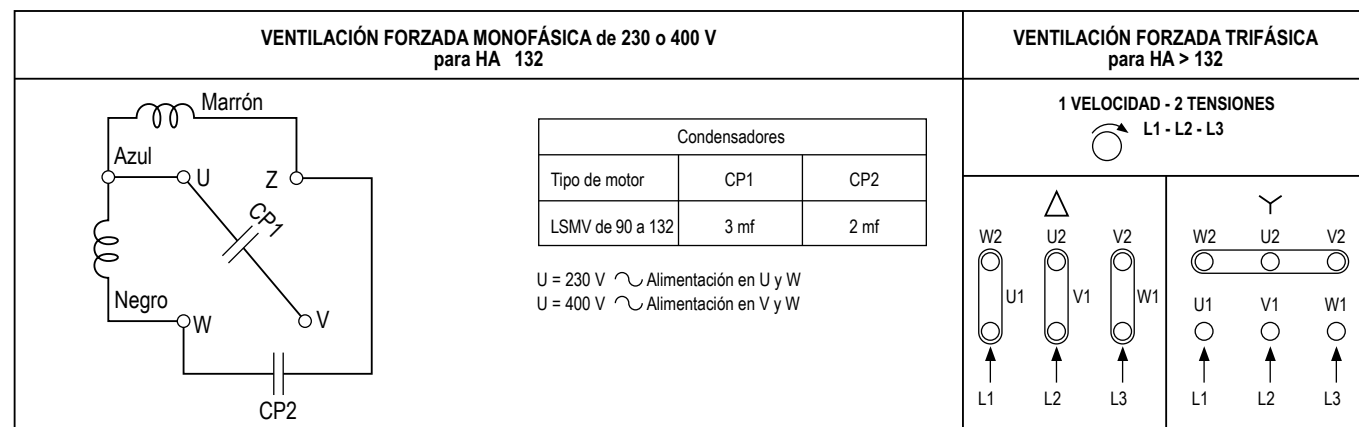 VENTILACIÓN FORZADA MONOFÁSICA de 230 o 400 V
para HA 132
Marrón
Azul
U
Z
CP1
Negro
W
V
CP2
Condensadores
Tipo de motor CP1 CP2
LSMV de 90 a 132 3 mf 2 mf
U = 230 V Alimentación en U y W
U = 400 V Alimentación en V y W
VENTILACIÓN FORZADA TRIFÁSICA
para HA > 132
1 VELOCIDAD - 2 TENSIONES
L1 - L2 - L3
W2 U2 V2
U1 V1 W1
L1 L2 L3
W2 U2 V2
U1 V1 W1
L1 L2 L3